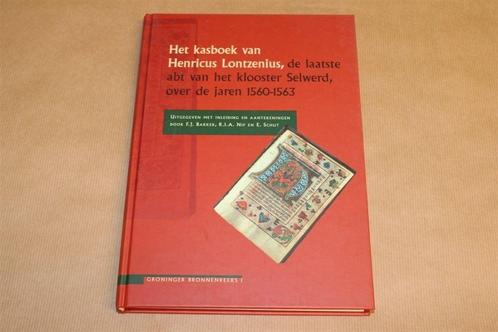 Het kasboek van
Henricus Lontzenius, de laatste
abt van het klooster Selwerd,
over de jaren 1560-1563
Uitgegeven met inleiding en aantekeningen
door F.J. Bakker, R.I.A. Nip en E. Schut
Groninger Bronnenreeks 1